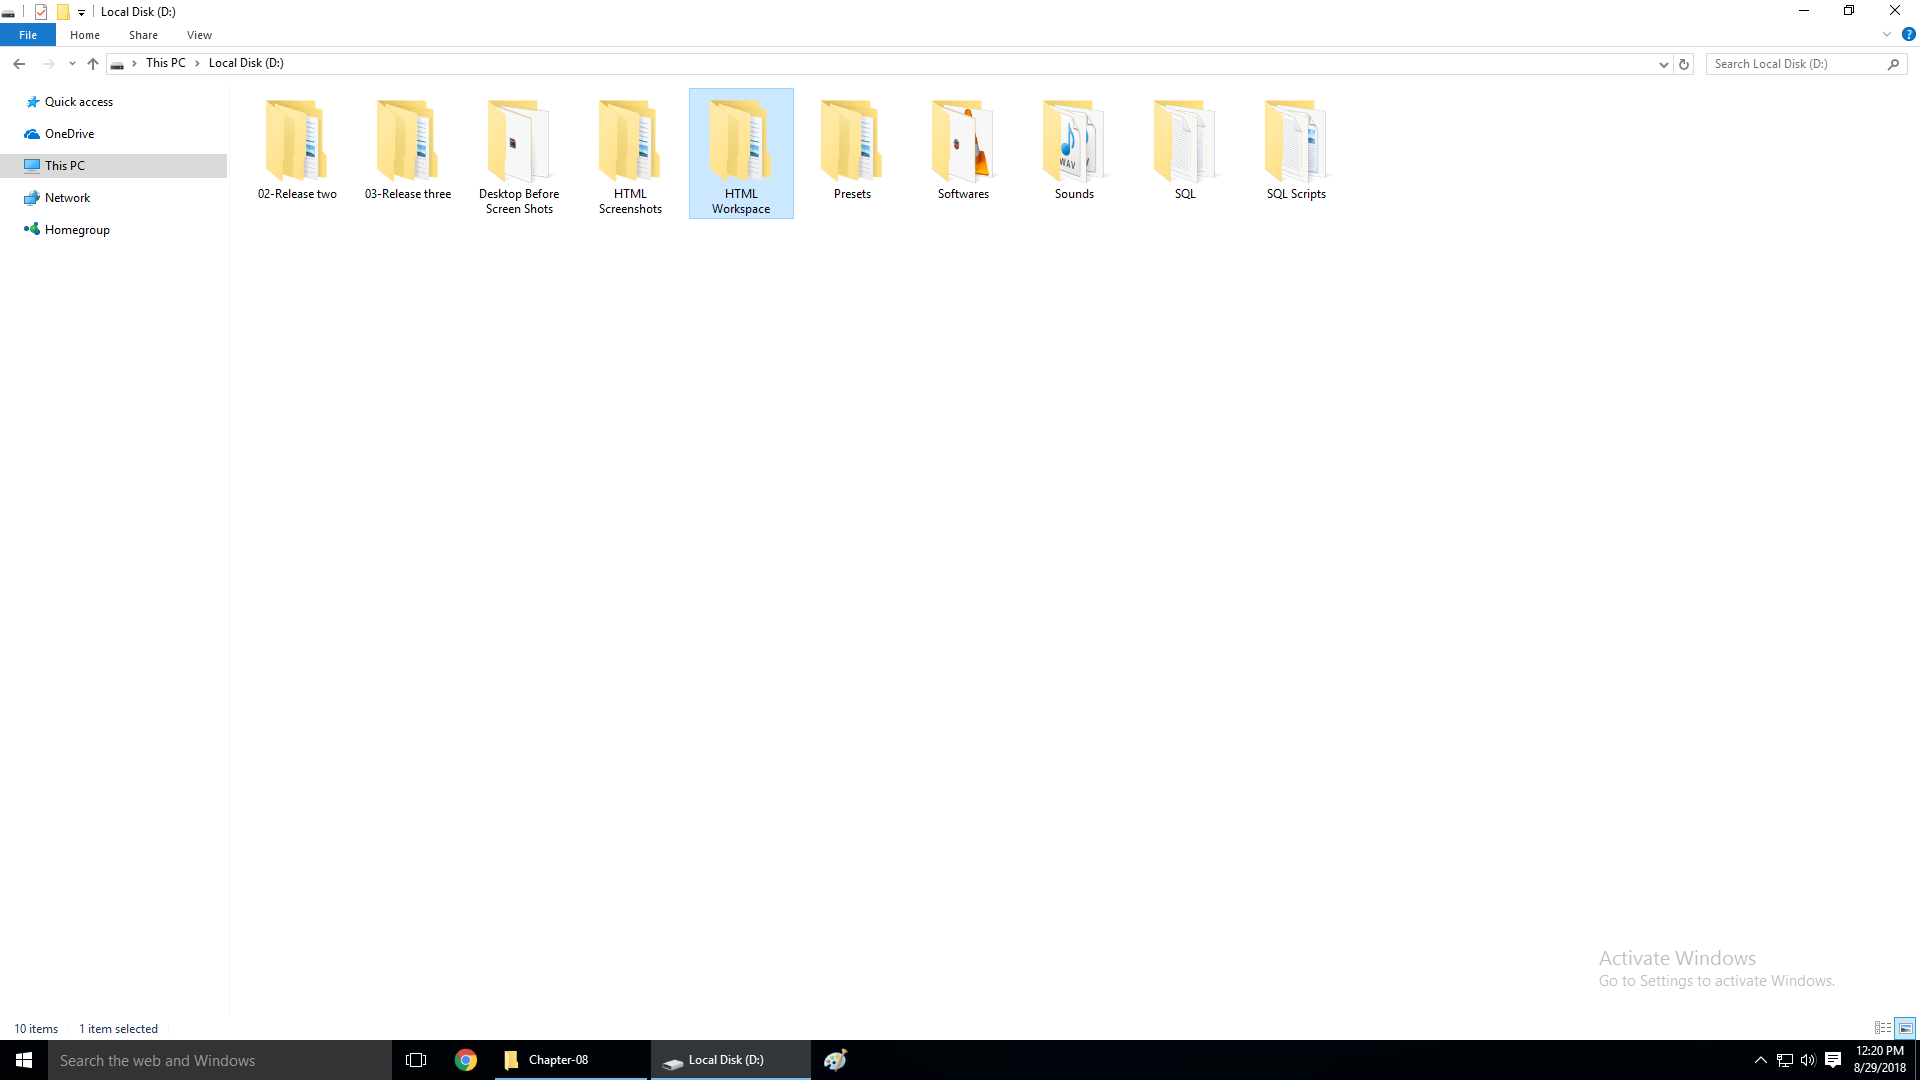 Local Disk (D:)
File Home Share View
This PC Local Disk (D:)
Search Local Disk (D:)
Quick access
OneDrive
This PC
Network
Homegroup
02-Release two
03-Release three
Desktop Before
Screen Shots
HTML
Screenshots
HTML
Workspace
Presets
Softwares
WAV
Sounds
SQL
SQL Scripts
Activate Windows
Go to Settings to activate Windows.
10 items 1 item selected
Search the web and Windows
Chapter-08
Local Disk (D:)
12:20 PM
8/29/2018